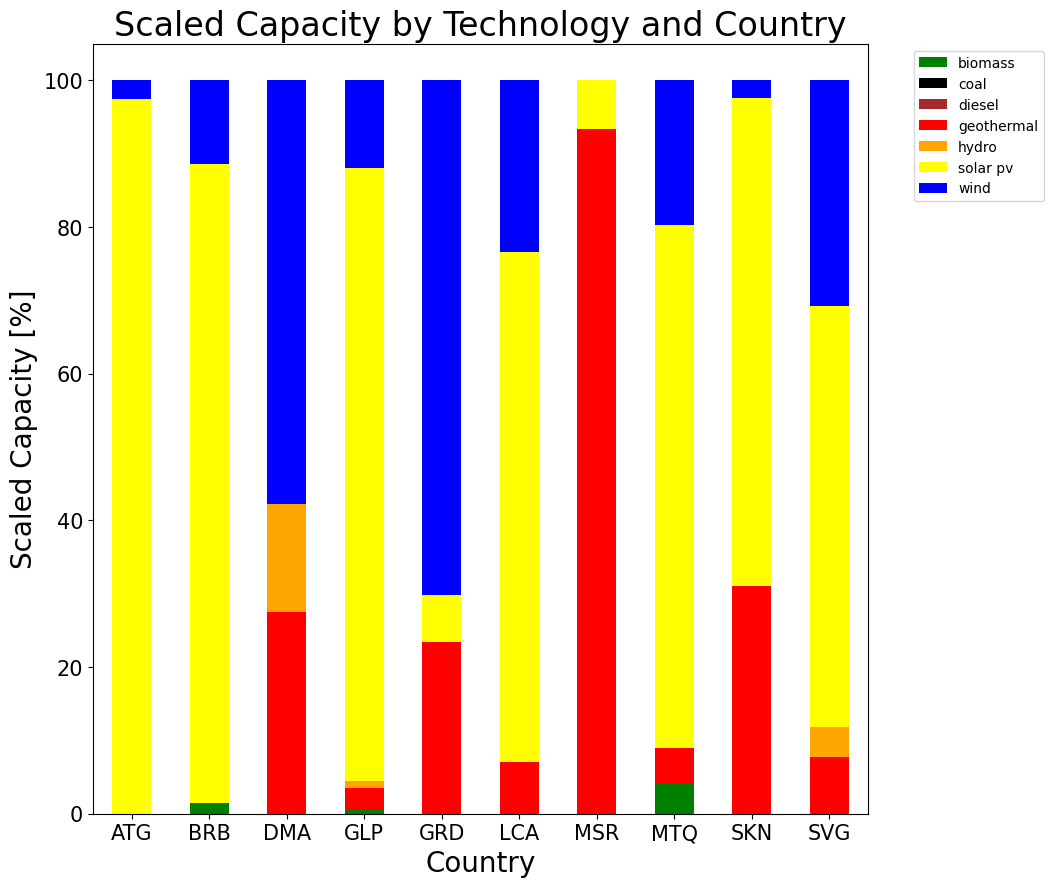 Scaled Capacity by Technology and Country
Scaled Capacity [%]
100
80
60
40
20
0
ATG BRB DMA GLP GRD LCA MSR MTQ SKN SVG
Country
biomass
coal
diesel
geothermal
hydro
solar pv
wind